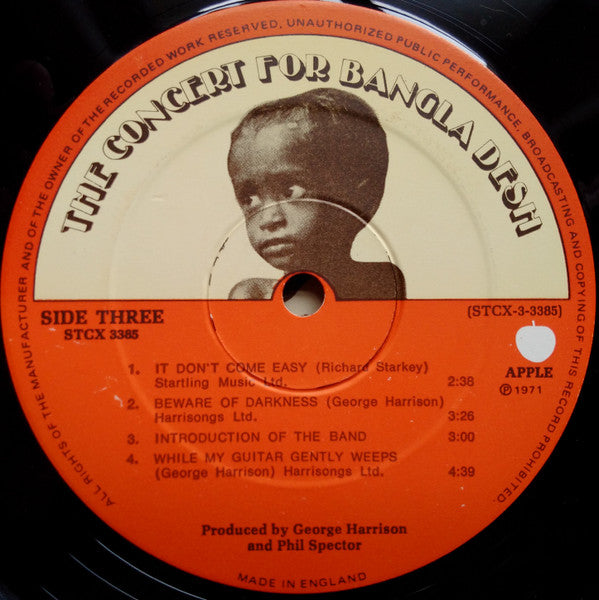 ALL RIGHTS OF THE MANUFACTURER AND OF THE OWNER OF THE RECORDED WORK RESERVED, UNAUTHORIZED PUBLIC PERFORMANCE, BROADCASTING AND COPYING OF THIS RECORD PROHIBITED.
THE CONCERT FOR BANGLA DESH
SIDE THREE
STCX 3385
(STCX-3-3385)
APPLE
℗ 1971
1. IT DON'T COME EASY (Richard Starkey)
Startling Music Ltd. 2:38
2. BEWARE OF DARKNESS (George Harrison)
Harrisongs Ltd. 3:26
3. INTRODUCTION OF THE BAND 3:00
4. WHILE MY GUITAR GENTLY WEEPS
(George Harrison) Harrisongs Ltd. 4:39
Produced by George Harrison
and Phil Spector
MADE IN ENGLAND